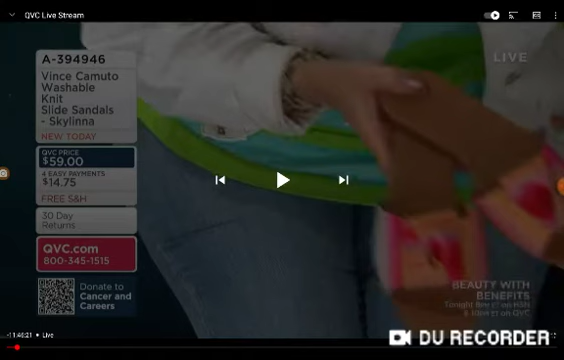 QVC Live Stream
LIVE
A-394946
Vince Camuto
Washable
Knit
Slide Sandals
- Skylinna
NEW TODAY
QVC PRICE
$59.00
4 EASY PAYMENTS
$14.75
FREE S&H
30 Day
Returns
QVC.com
800-345-1515
Donate to
Cancer and
Careers
BEAUTY WITH
BENEFITS
-11:46:21 • Live
DU RECORDER